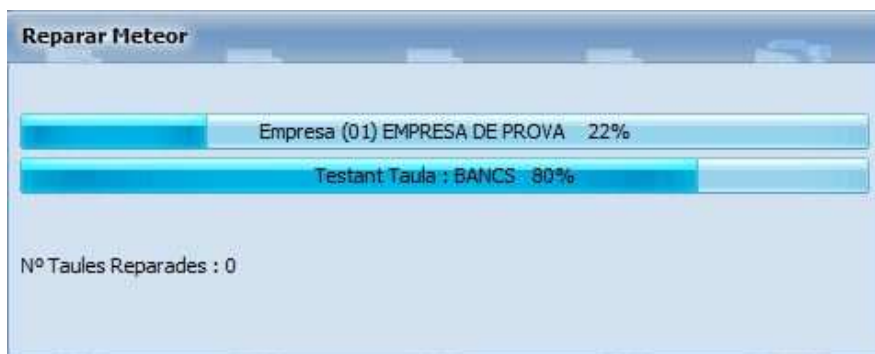 Reparar Meteor
Empresa (01) EMPRESA DE PROVA 22%
Testant Taula : BANCS 80%
Nº Taules Reparades : 0